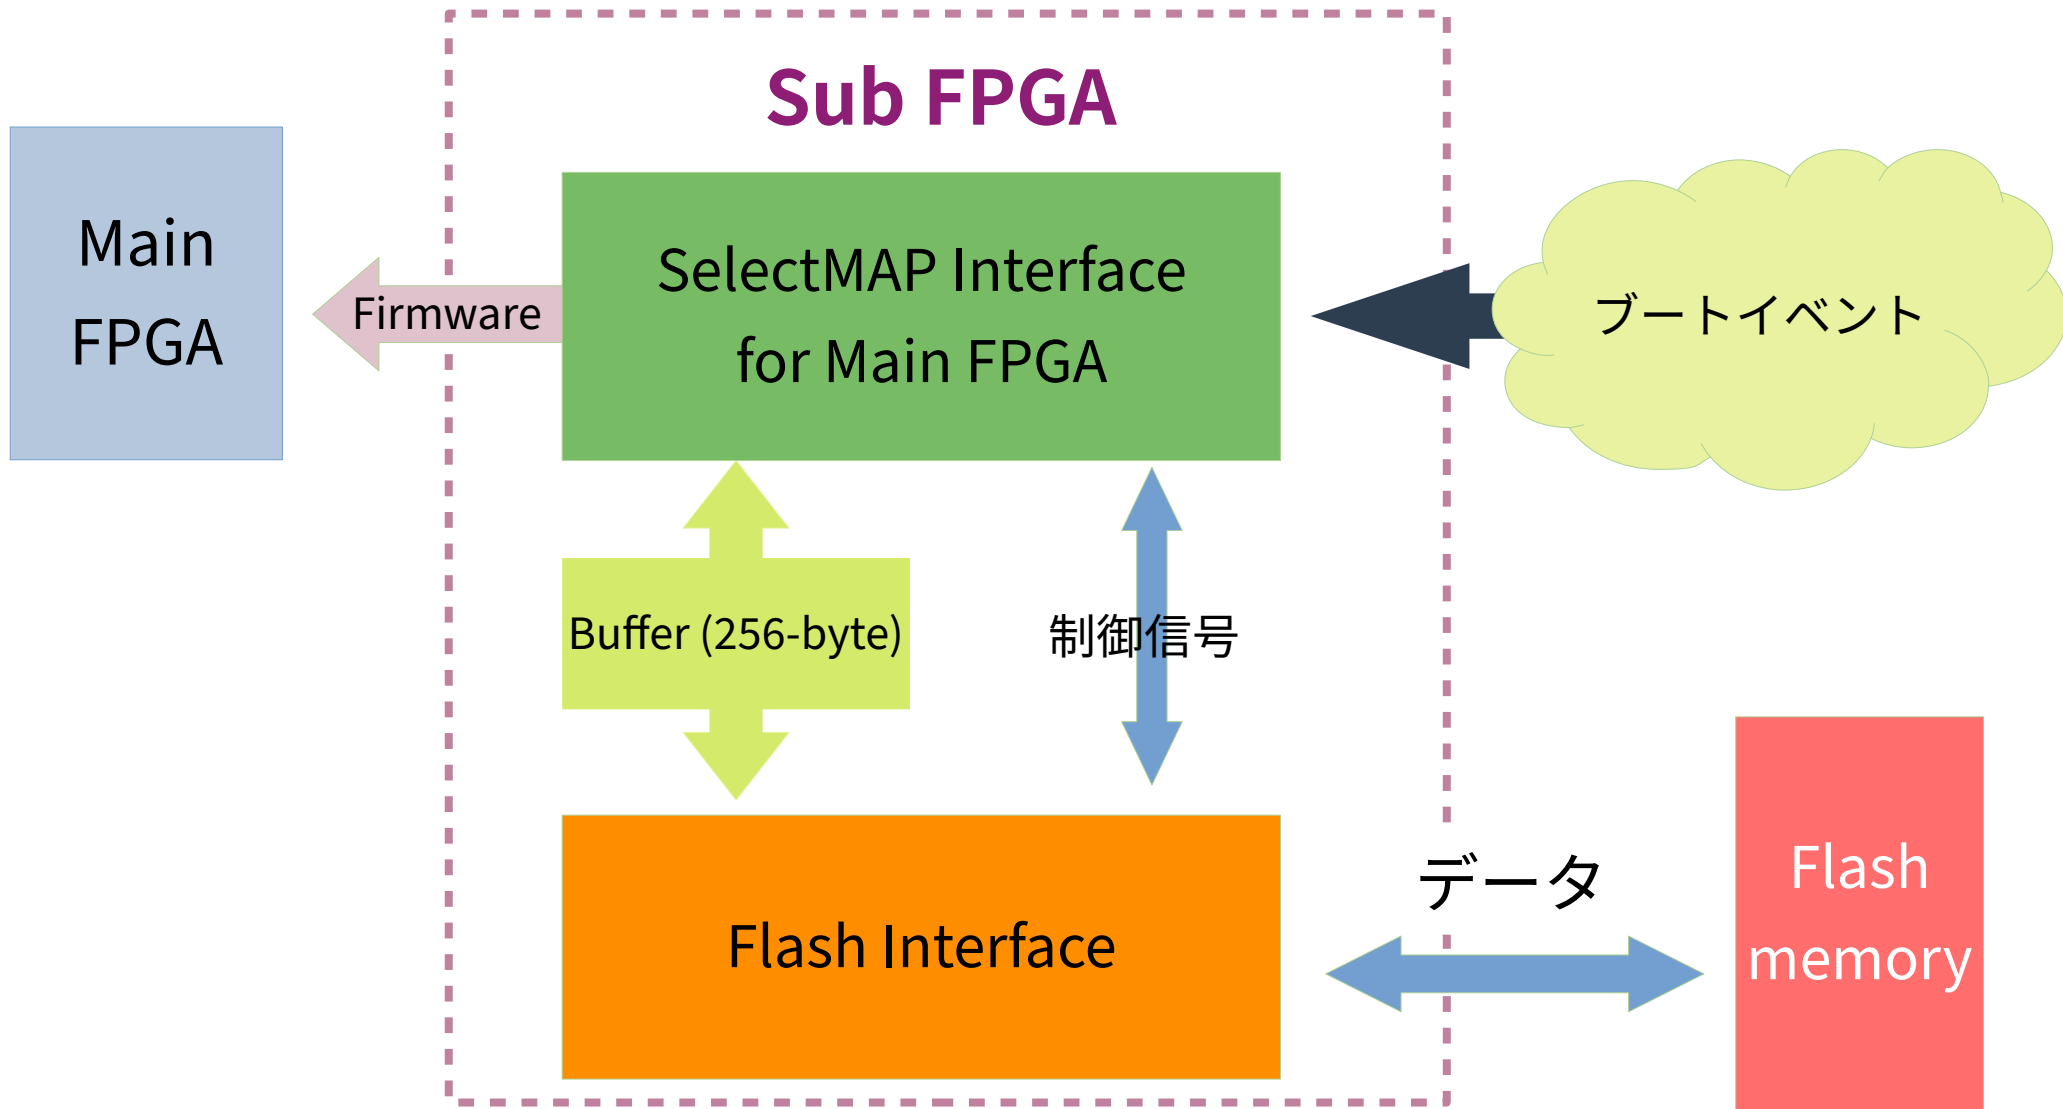 Sub FPGA
Main
FPGA
Firmware
SelectMAP Interface
for Main FPGA
ブートイベント
Buffer (256-byte)
制御信号
Flash Interface
データ
Flash
memory